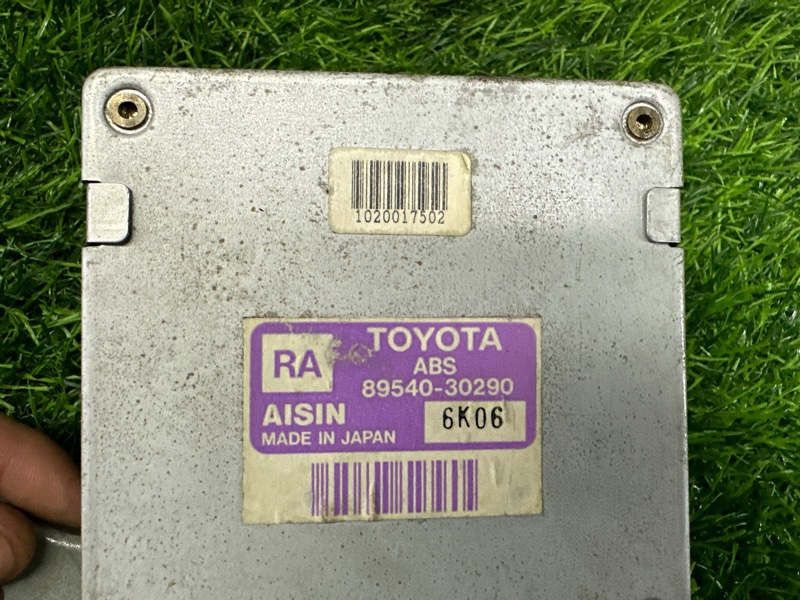 1020017502
RA
TOYOTA
ABS
89540-30290
AISIN
6K06
MADE IN JAPAN